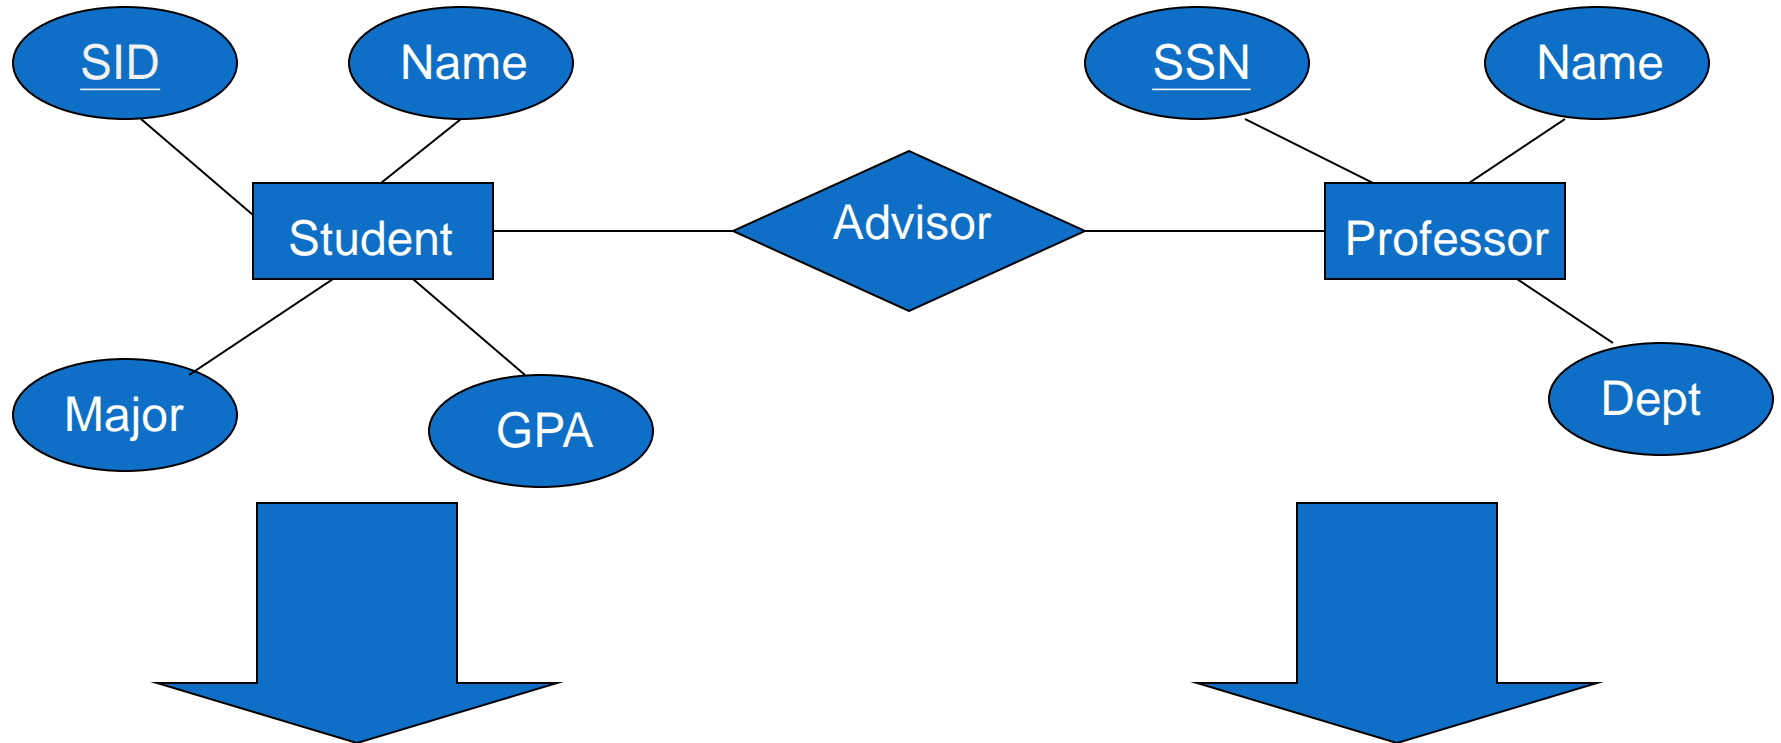 SID
Name
SSN
Name
Student
Advisor
Professor
Major
GPA
Dept